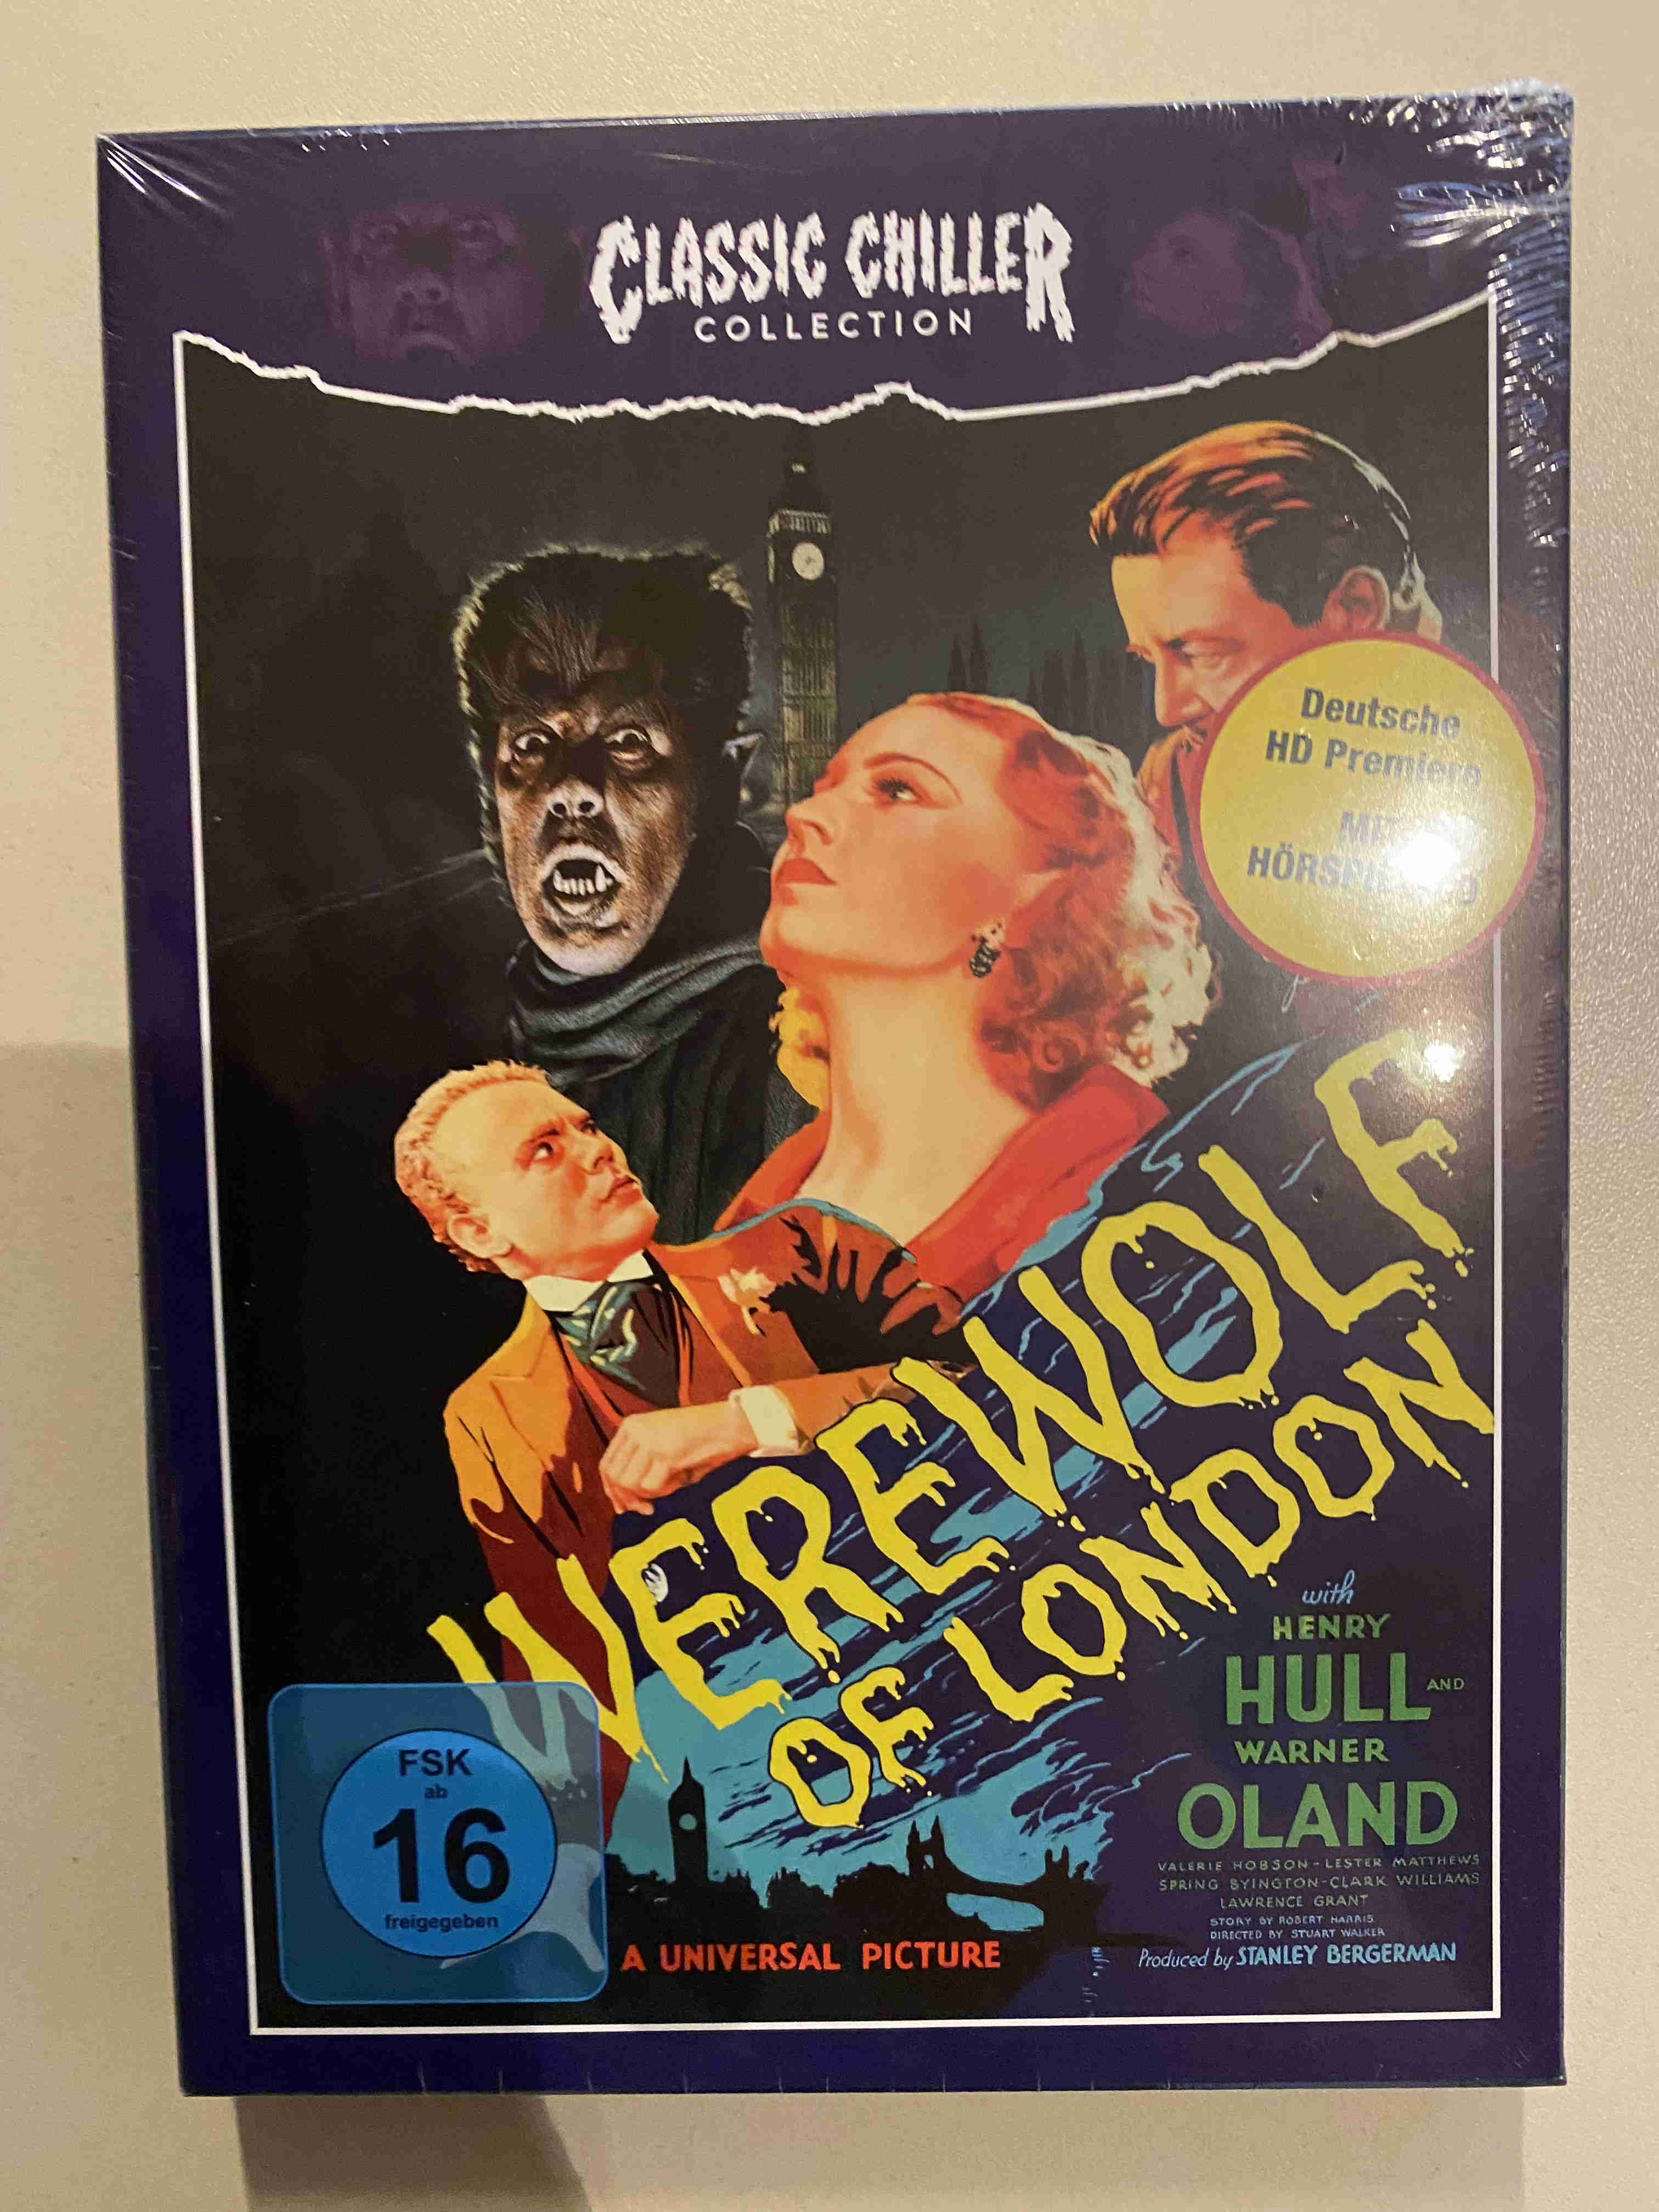 CLASSIC CHILLER
COLLECTION
Deutsche
HD Premiere
MIT
WEREWOLF
OF LONDON
with
HENRY
HULL AND
WARNER
OLAND
VALERIE HOBSON - LESTER MATTHEWS
SPRING BYINGTON - CLARK WILLIAMS
LAWRENCE GRANT
STORY BY ROBERT HARRIS
DIRECTED BY STUART WALKER
Produced by STANLEY BERGERMAN
A UNIVERSAL PICTURE
FSK
ab
16
freigegeben